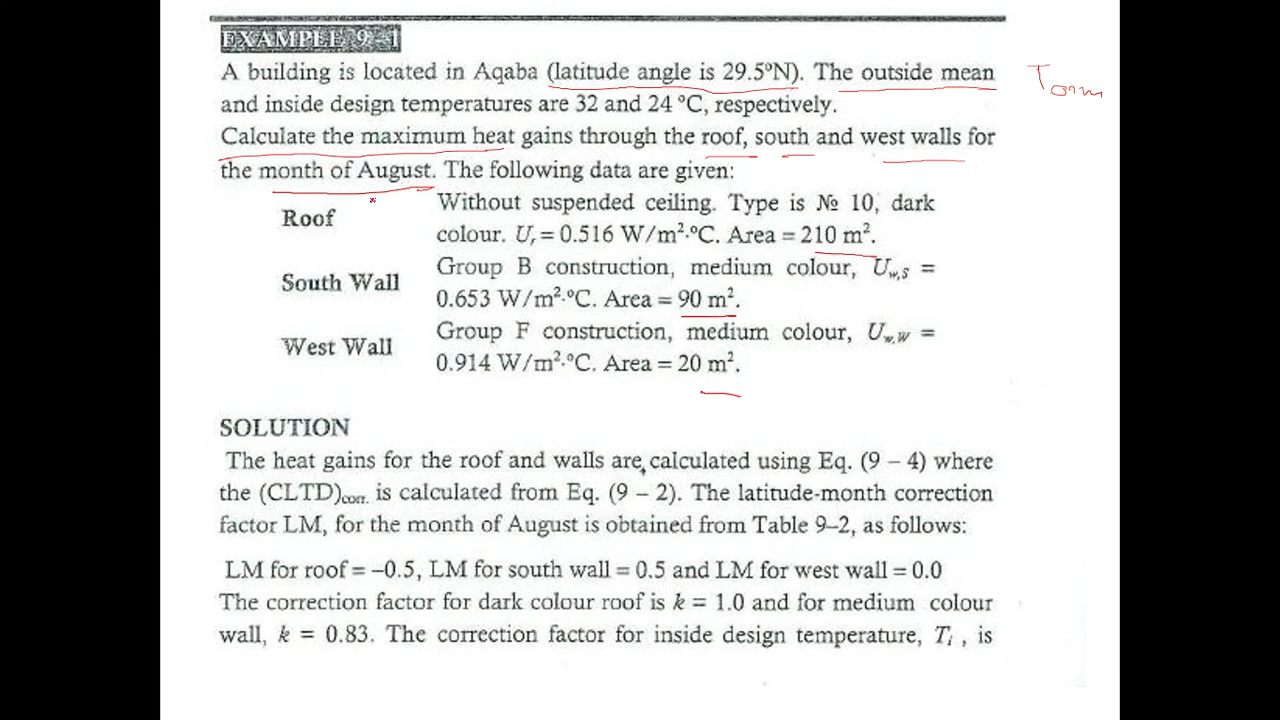 EXAMPLE 9–1
A building is located in Aqaba (latitude angle is 29.5ºN). The outside mean
and inside design temperatures are 32 and 24 ºC, respectively.
Calculate the maximum heat gains through the roof, south and west walls for
the month of August. The following data are given:
Roof
Without suspended ceiling. Type is № 10, dark
colour. Uᵣ = 0.516 W/m²·ºC. Area = 210 m².
South Wall
Group B construction, medium colour, U_w,S =
0.653 W/m²·ºC. Area = 90 m².
West Wall
Group F construction, medium colour, U_w,W =
0.914 W/m²·ºC. Area = 20 m².
SOLUTION
The heat gains for the roof and walls are calculated using Eq. (9 – 4) where
the (CLTD)corr. is calculated from Eq. (9 – 2). The latitude-month correction
factor LM, for the month of August is obtained from Table 9–2, as follows:
LM for roof = –0.5, LM for south wall = 0.5 and LM for west wall = 0.0
The correction factor for dark colour roof is k = 1.0 and for medium colour
wall, k = 0.83. The correction factor for inside design temperature, Tᵢ , is